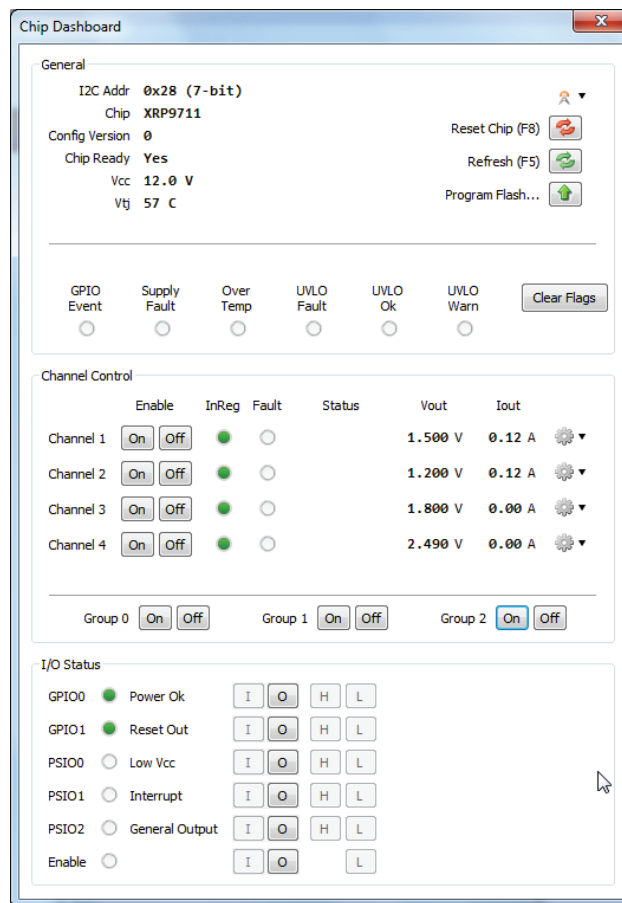 Chip Dashboard
X
General
I2C Addr 0x28 (7-bit)
Chip XRP9711
Config Version 0
Chip Ready Yes
Vcc 12.0 V
Vtj 57 C
Reset Chip (F8)
Refresh (F5)
Program Flash...
GPIO Event
Supply Fault
Over Temp
UVLO Fault
UVLO Ok
UVLO Warn
Clear Flags
Channel Control
Enable InReg Fault Status Vout Iout
Channel 1 On Off 1.500 V 0.12 A
Channel 2 On Off 1.200 V 0.12 A
Channel 3 On Off 1.800 V 0.00 A
Channel 4 On Off 2.490 V 0.00 A
Group 0 On Off Group 1 On Off Group 2 On Off
I/O Status
GPIO0 Power Ok I O H L
GPIO1 Reset Out I O H L
PSIO0 Low Vcc I O H L
PSIO1 Interrupt I O H L
PSIO2 General Output I O H L
Enable I O L